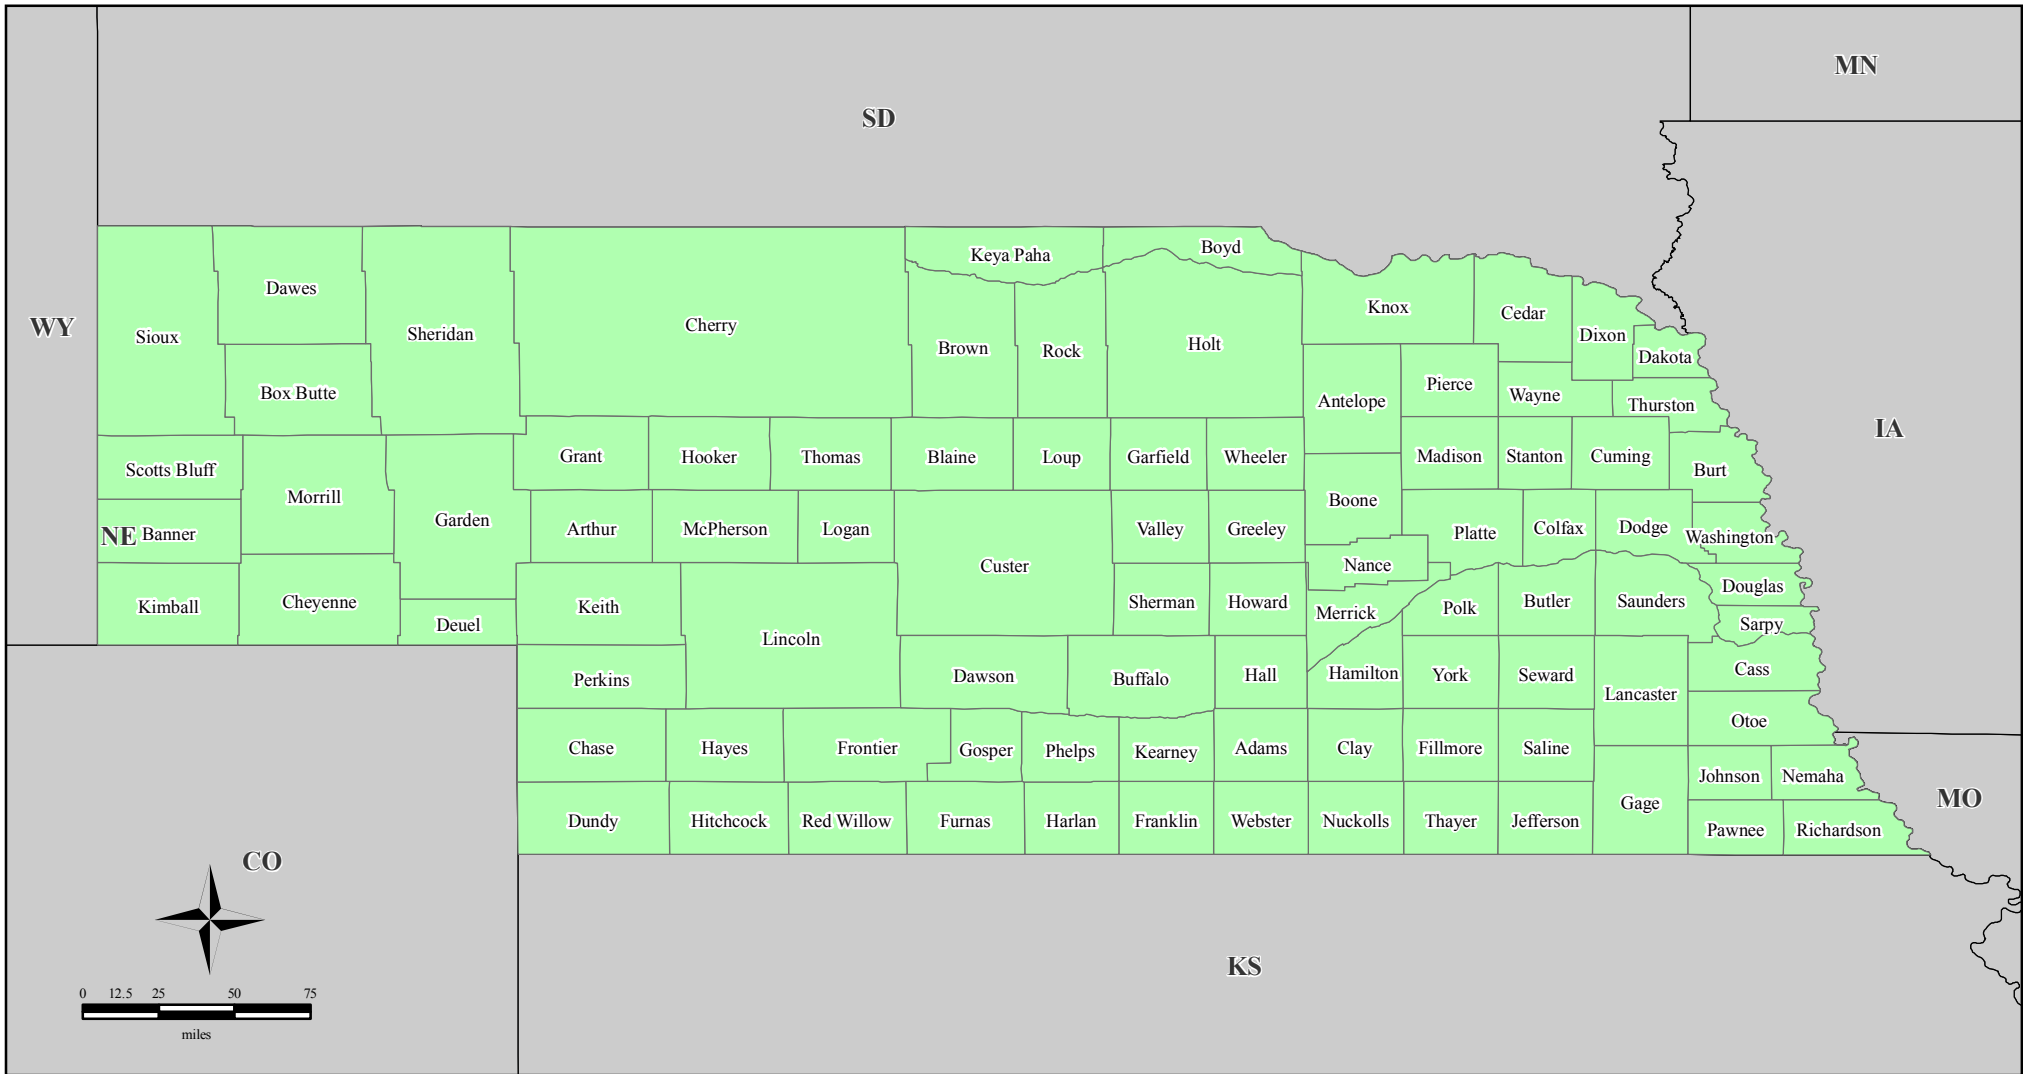 MN
SD
Boyd
Keya Paha
Dawes
Knox
Cedar
WY
Sioux
Sheridan
Cherry
Brown
Rock
Holt
Dixon
Dakota
Box Butte
Antelope
Pierce
Wayne
Thurston
IA
Scotts Bluff
Grant
Hooker
Thomas
Blaine
Loup
Garfield
Wheeler
Madison
Stanton
Cuming
Burt
Morrill
Garden
Boone
NE
Banner
Arthur
McPherson
Logan
Valley
Greeley
Platte
Colfax
Dodge
Washington
Custer
Nance
Douglas
Kimball
Cheyenne
Keith
Sherman
Howard
Merrick
Polk
Butler
Saunders
Deuel
Lincoln
Sarpy
Perkins
Dawson
Buffalo
Hall
Hamilton
York
Seward
Lancaster
Cass
Otoe
Chase
Hayes
Frontier
Gosper
Phelps
Kearney
Adams
Clay
Fillmore
Saline
Johnson
Nemaha
MO
Dundy
Hitchcock
Red Willow
Furnas
Harlan
Franklin
Webster
Nuckolls
Thayer
Jefferson
Gage
Pawnee
Richardson
CO
KS
0 12.5 25 50 75
miles